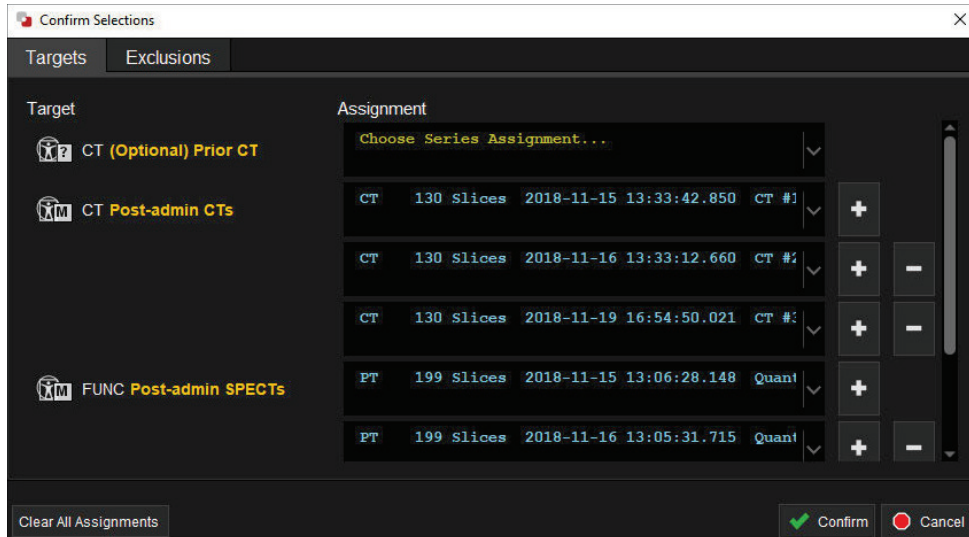 Confirm Selections
Targets Exclusions
Target Assignment
CT (Optional) Prior CT Choose Series Assignment...
CT Post-admin CTs CT 130 Slices 2018-11-15 13:33:42.850 CT #1
CT 130 Slices 2018-11-16 13:33:12.660 CT #2
CT 130 Slices 2018-11-19 16:54:50.021 CT #3
FUNC Post-admin SPECTs PT 199 Slices 2018-11-15 13:06:28.148 Quant
PT 199 Slices 2018-11-16 13:05:31.715 Quant
Clear All Assignments Confirm Cancel